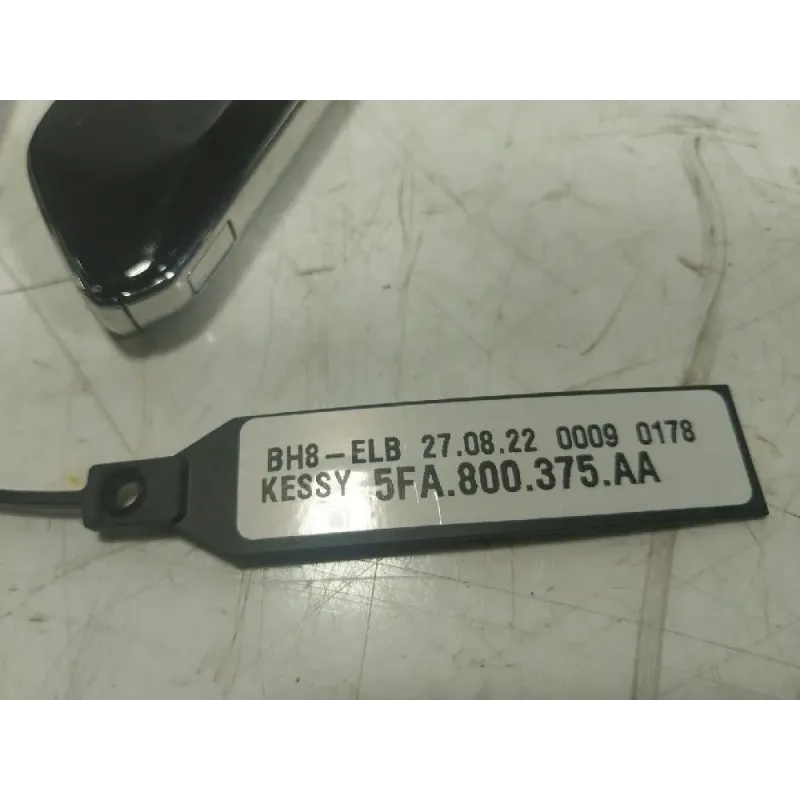 BH8-ELB 27.08.22 0009 0178
KESSY 5FA.800.375.AA